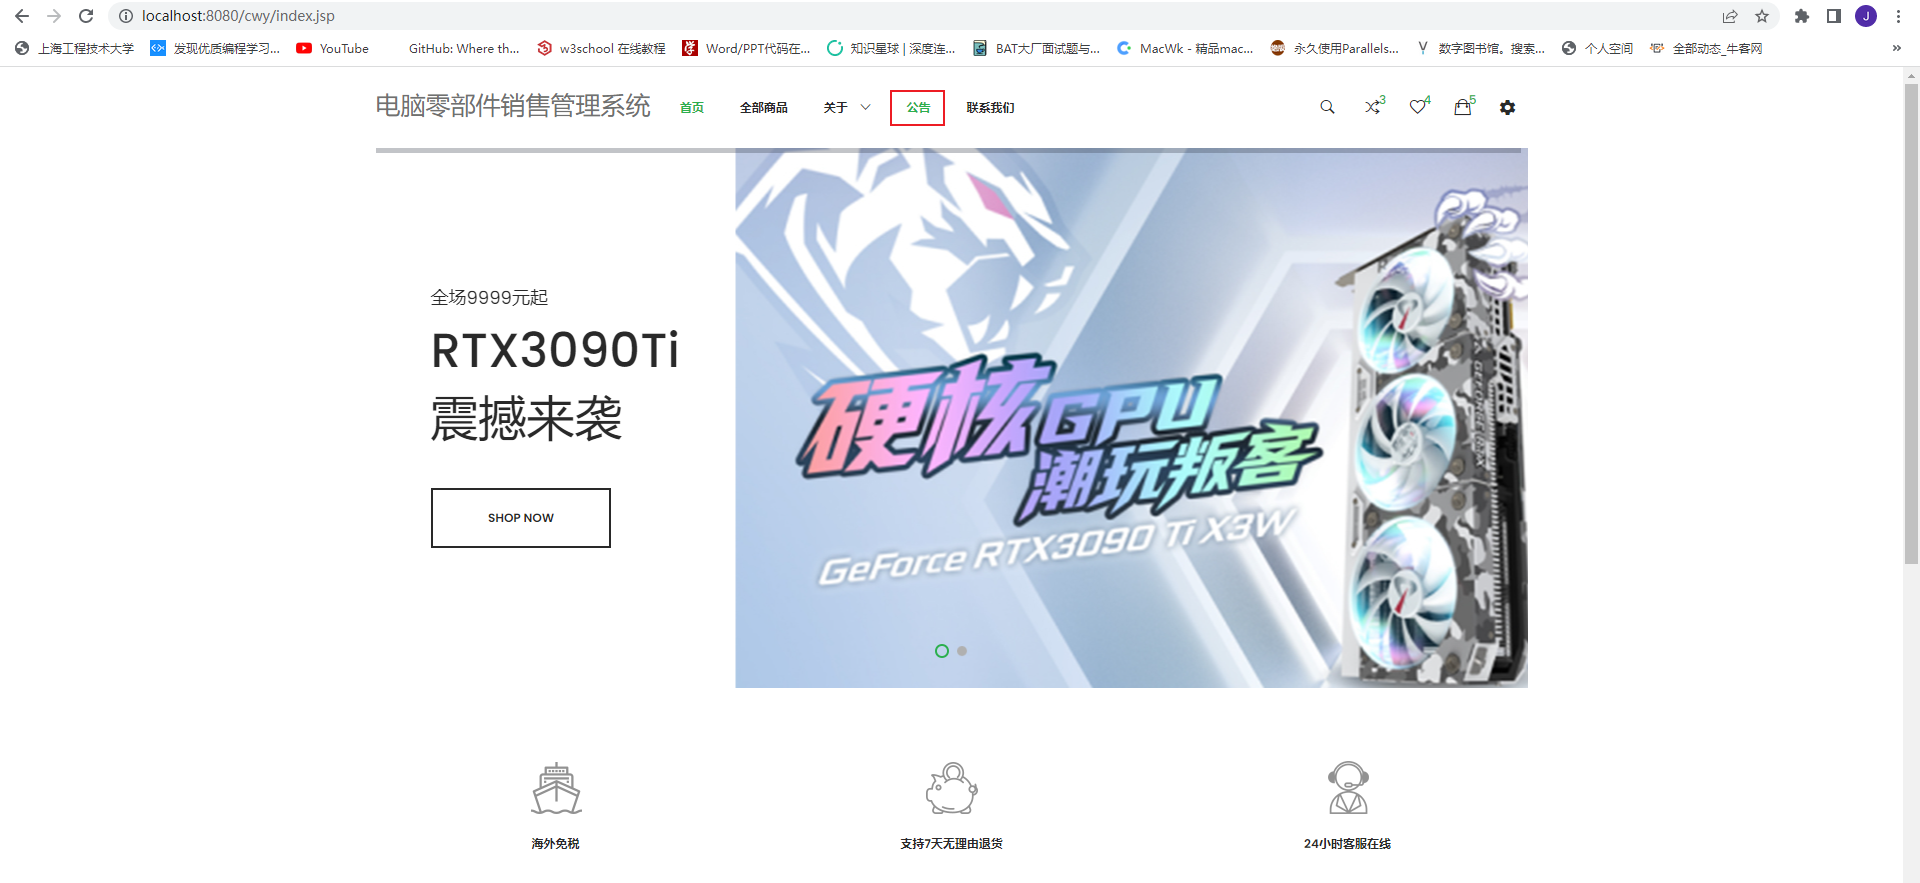 localhost:8080/cwy/index.jsp
上海工程技术大学 发现优质编程学习... YouTube GitHub: Where th... w3school 在线教程 Word/PPT代码在... 知识星球 | 深度连... BAT大厂面试题与... MacWk - 精品mac... 永久使用Parallels... 数字图书馆。搜索... 个人空间 全部动态_牛客网 »
电脑零部件销售管理系统 首页 全部商品 关于 公告 联系我们 3 4 5
全场9999元起
RTX3090Ti
震撼来袭
SHOP NOW
硬核GPU
潮玩叛客
GeForce RTX3090 Ti X3W
海外免税 支持7天无理由退货 24小时客服在线